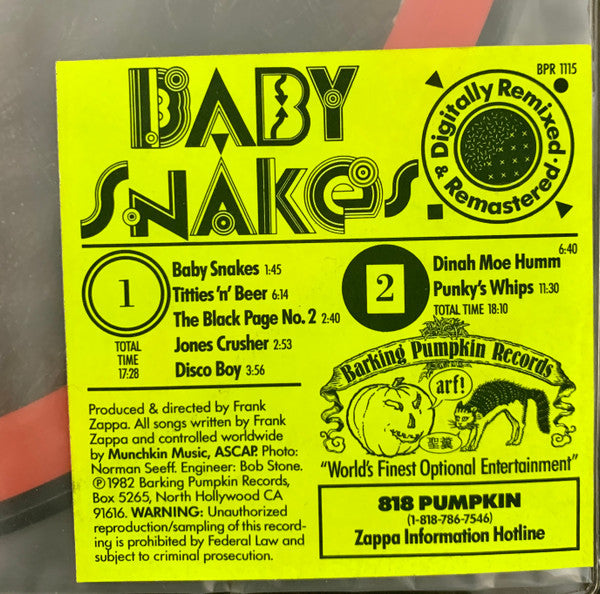 BPR 1115
BABY
SNAKES
Digitally Remixed & Remastered.
1
TOTAL
TIME
17:28
Baby Snakes 1:45
Titties 'n' Beer 6:14
The Black Page No. 2 2:40
Jones Crusher 2:53
Disco Boy 3:56
2
Dinah Moe Humm 6:40
Punky's Whips 11:30
TOTAL TIME 18:10
Barking Pumpkin Records
arf!
"World's Finest Optional Entertainment"
818 PUMPKIN
(1-818-786-7546)
Zappa Information Hotline
Produced & directed by Frank
Zappa. All songs written by Frank
Zappa and controlled worldwide
by Munchkin Music, ASCAP. Photo:
Norman Seeff. Engineer: Bob Stone.
℗1982 Barking Pumpkin Records,
Box 5265, North Hollywood CA
91616. WARNING: Unauthorized
reproduction/sampling of this record-
ing is prohibited by Federal Law and
subject to criminal prosecution.